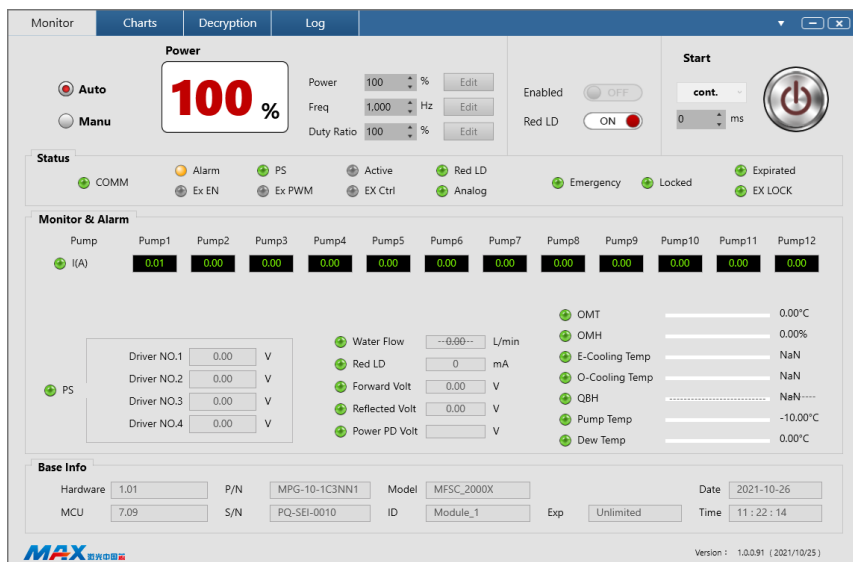 Monitor Charts Decryption Log
Power Start
Auto 100 % Power 100 % Edit Enabled OFF cont.
Manu Freq 1,000 Hz Edit Red LD ON 0 ms
Duty Ratio 100 % Edit
Status
COMM Alarm PS Active Red LD Emergency Locked Expirated
Ex EN Ex PWM EX Ctrl Analog EX LOCK
Monitor & Alarm
Pump Pump1 Pump2 Pump3 Pump4 Pump5 Pump6 Pump7 Pump8 Pump9 Pump10 Pump11 Pump12
I(A) 0.01 0.00 0.00 0.00 0.00 0.00 0.00 0.00 0.00 0.00 0.00 0.00
PS
Driver NO.1 0.00 V
Driver NO.2 0.00 V
Driver NO.3 0.00 V
Driver NO.4 0.00 V
Water Flow --0.00-- L/min
Red LD 0 mA
Forward Volt 0.00 V
Reflected Volt 0.00 V
Power PD Volt V
OMT 0.00°C
OMH 0.00%
E-Cooling Temp NaN
O-Cooling Temp NaN
QBH NaN
Pump Temp -10.00°C
Dew Temp 0.00°C
Base Info
Hardware 1.01 P/N MPG-10-1C3NN1 Model MFSC_2000X Date 2021-10-26
MCU 7.09 S/N PQ-SEI-0010 ID Module_1 Exp Unlimited Time 11 : 22 : 14
MAX 激光中国芯 Version : 1.0.0.91 ( 2021/10/25 )